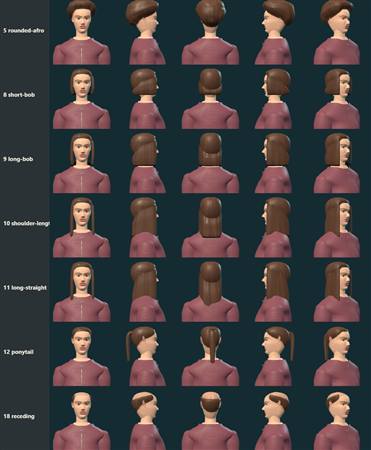 5 rounded-afro
8 short-bob
9 long-bob
10 shoulder-lengt
11 long-straight
12 ponytail
18 receding